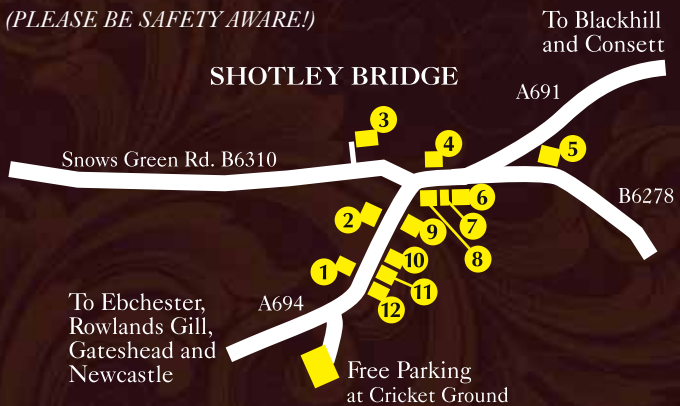 (PLEASE BE SAFETY AWARE!)
To Blackhill
and Consett
SHOTLEY BRIDGE
A691
3
4
5
Snows Green Rd. B6310
6
B6278
2
7
9
8
1
10
11
12
To Ebchester,
Rowlands Gill,
Gateshead and
Newcastle
A694
Free Parking
at Cricket Ground